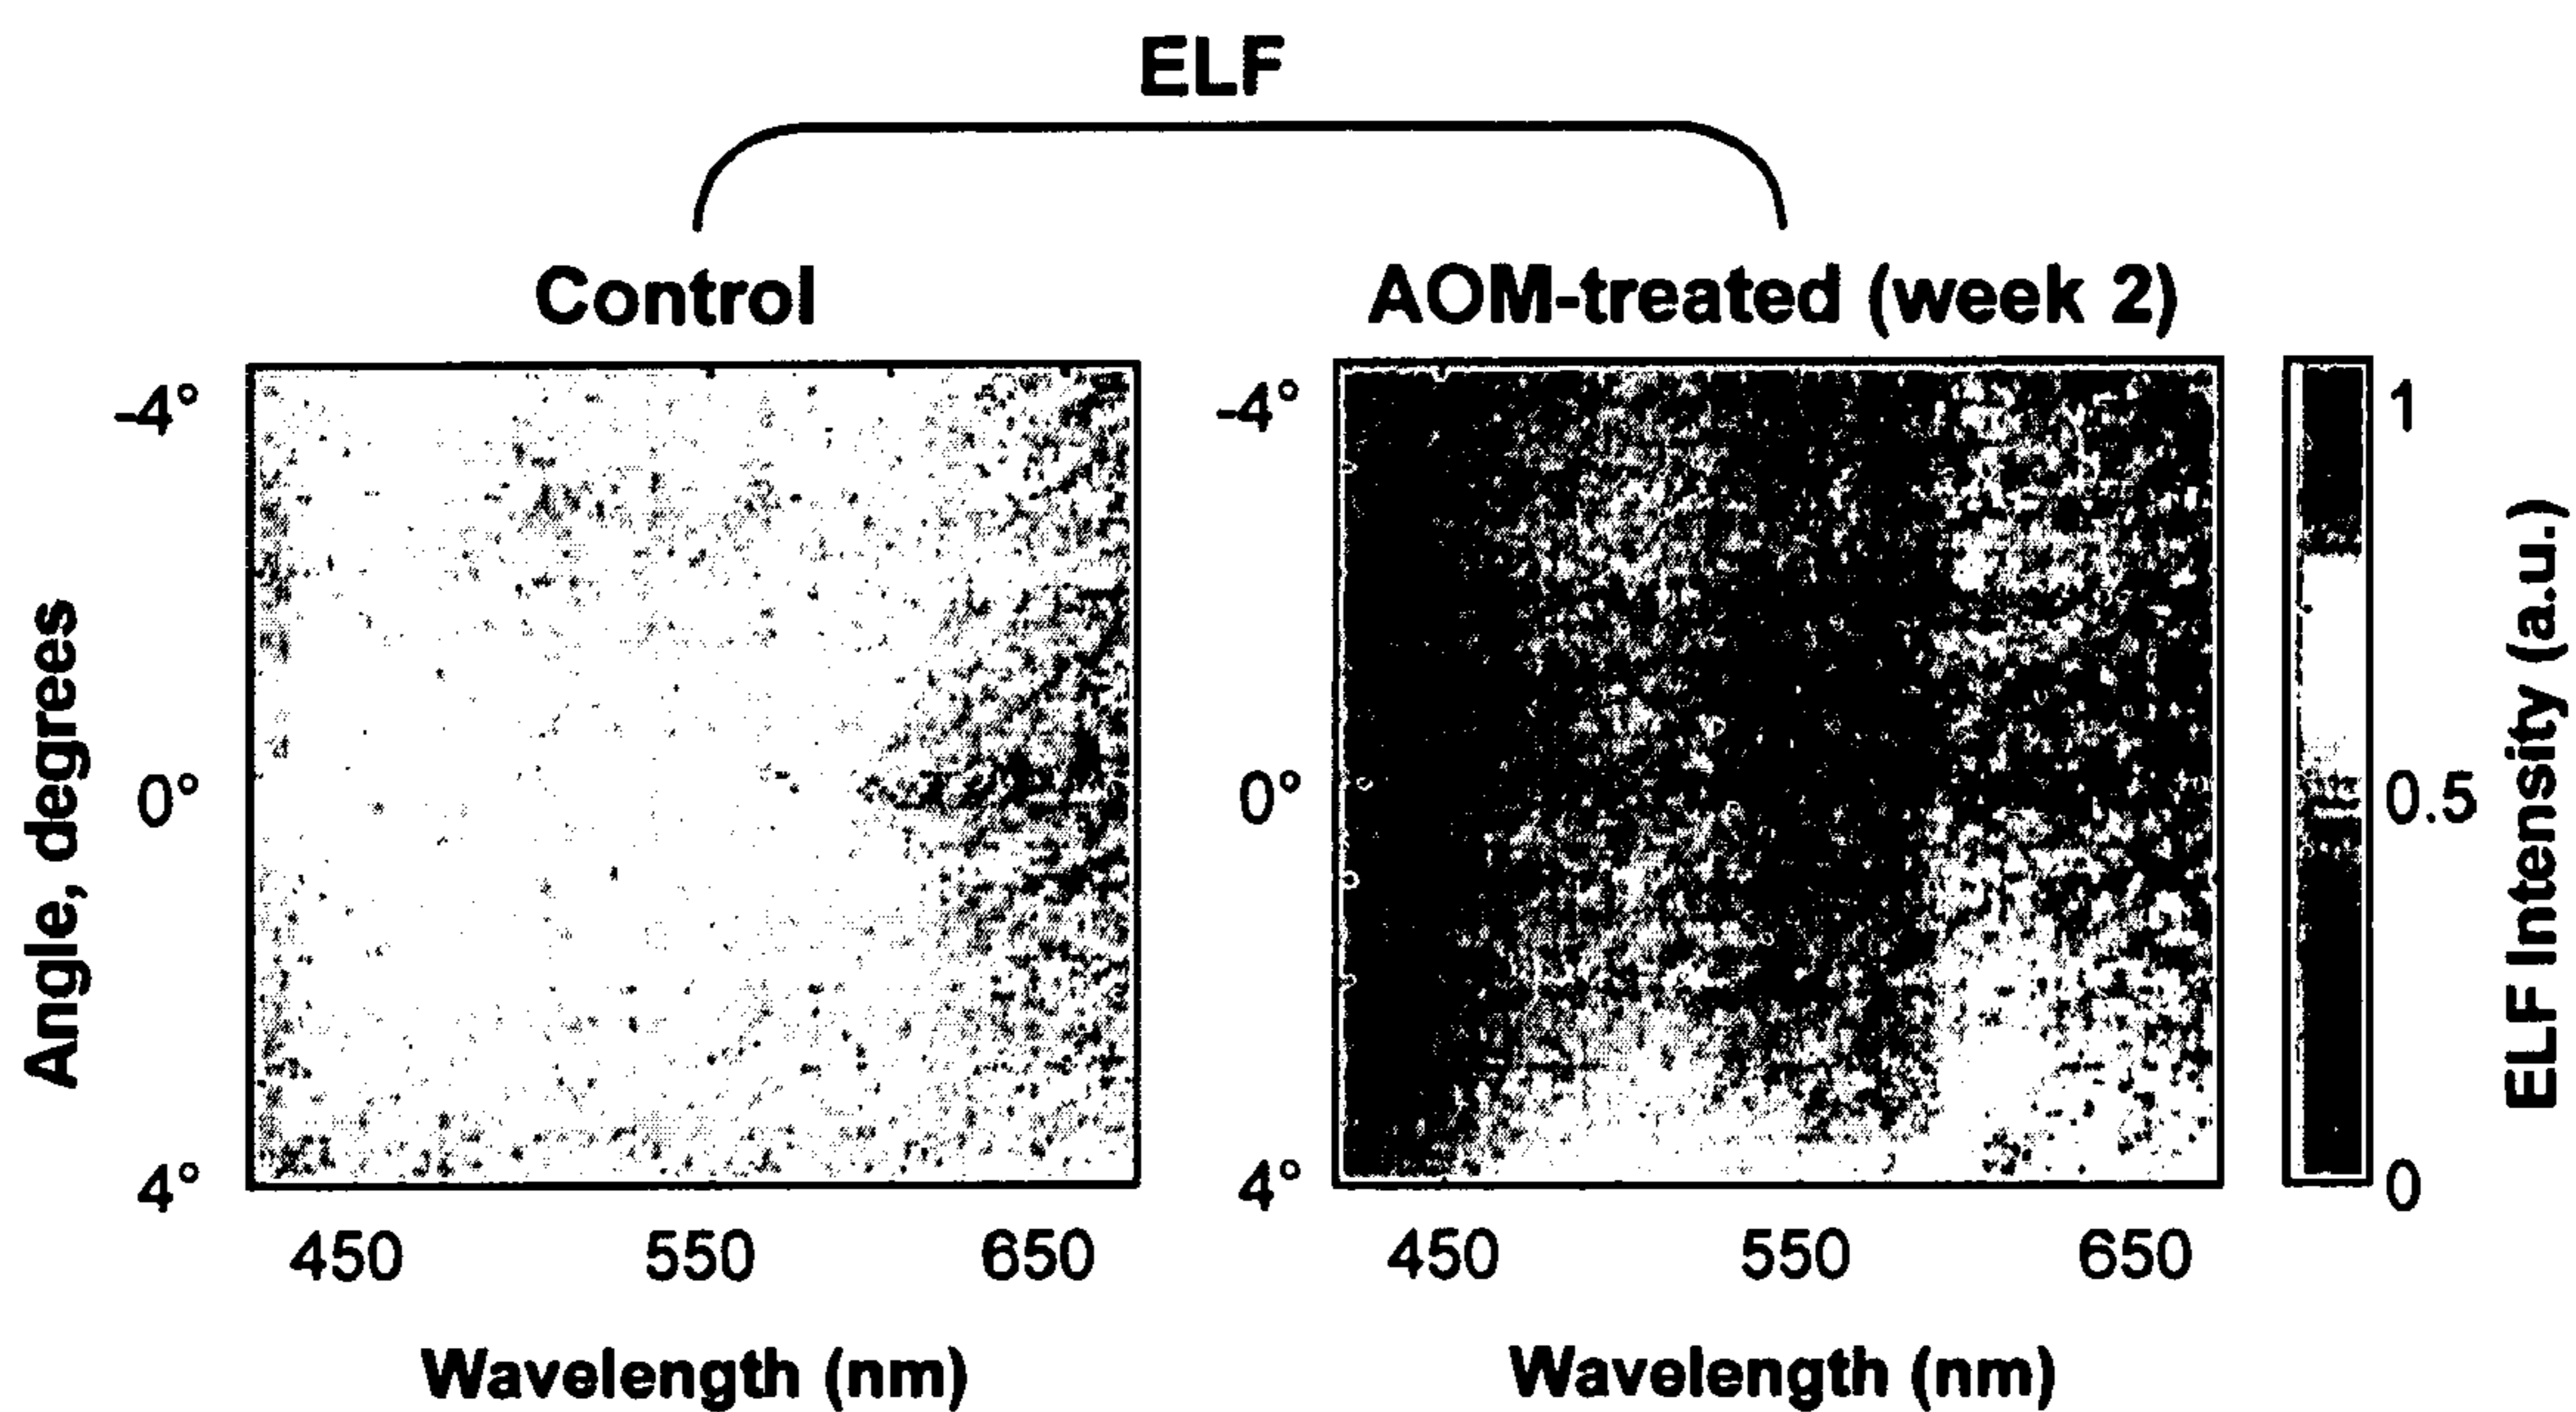 ELF
Control
AOM-treated (week 2)
Angle, degrees
-4°
0°
4°
450 550 650
Wavelength (nm)
-4°
0°
4°
450 550 650
Wavelength (nm)
1
0.5
0
ELF Intensity (a.u.)